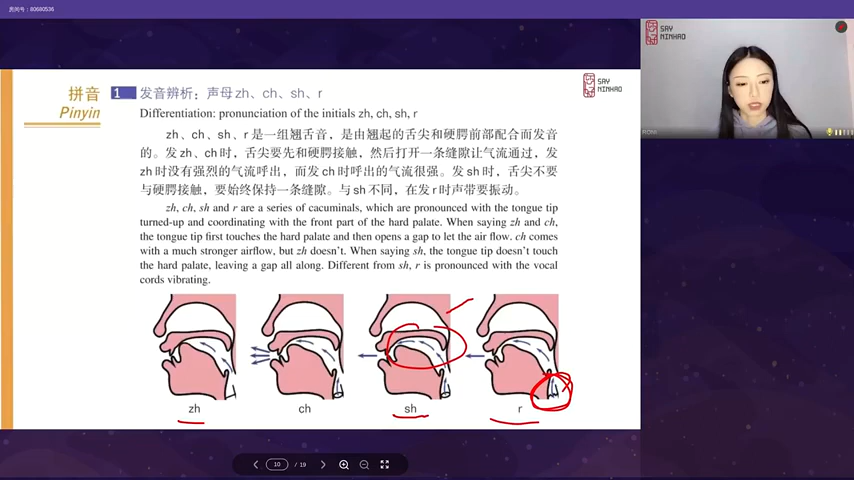 房间号：80680536
SAY
NINHAO
拼音
Pinyin
1
发音辨析：声母 zh、ch、sh、r
SAY
NINHAO
Differentiation: pronunciation of the initials zh, ch, sh, r
zh、ch、sh、r 是一组翘舌音，是由翘起的舌尖和硬腭前部配合而发音
的。发 zh、ch 时，舌尖要先和硬腭接触，然后打开一条缝隙让气流通过，发
zh 时没有强烈的气流呼出，而发 ch 时呼出的气流很强。发 sh 时，舌尖不要
与硬腭接触，要始终保持一条缝隙。与 sh 不同，在发 r 时声带要振动。
zh, ch, sh and r are a series of cacuminals, which are pronounced with the tongue tip
turned-up and coordinating with the front part of the hard palate. When saying zh and ch,
the tongue tip first touches the hard palate and then opens a gap to let the air flow. ch comes
with a much stronger airflow, but zh doesn't. When saying sh, the tongue tip doesn't touch
the hard palate, leaving a gap all along. Different from sh, r is pronounced with the vocal
cords vibrating.
zh ch sh r
10 / 19